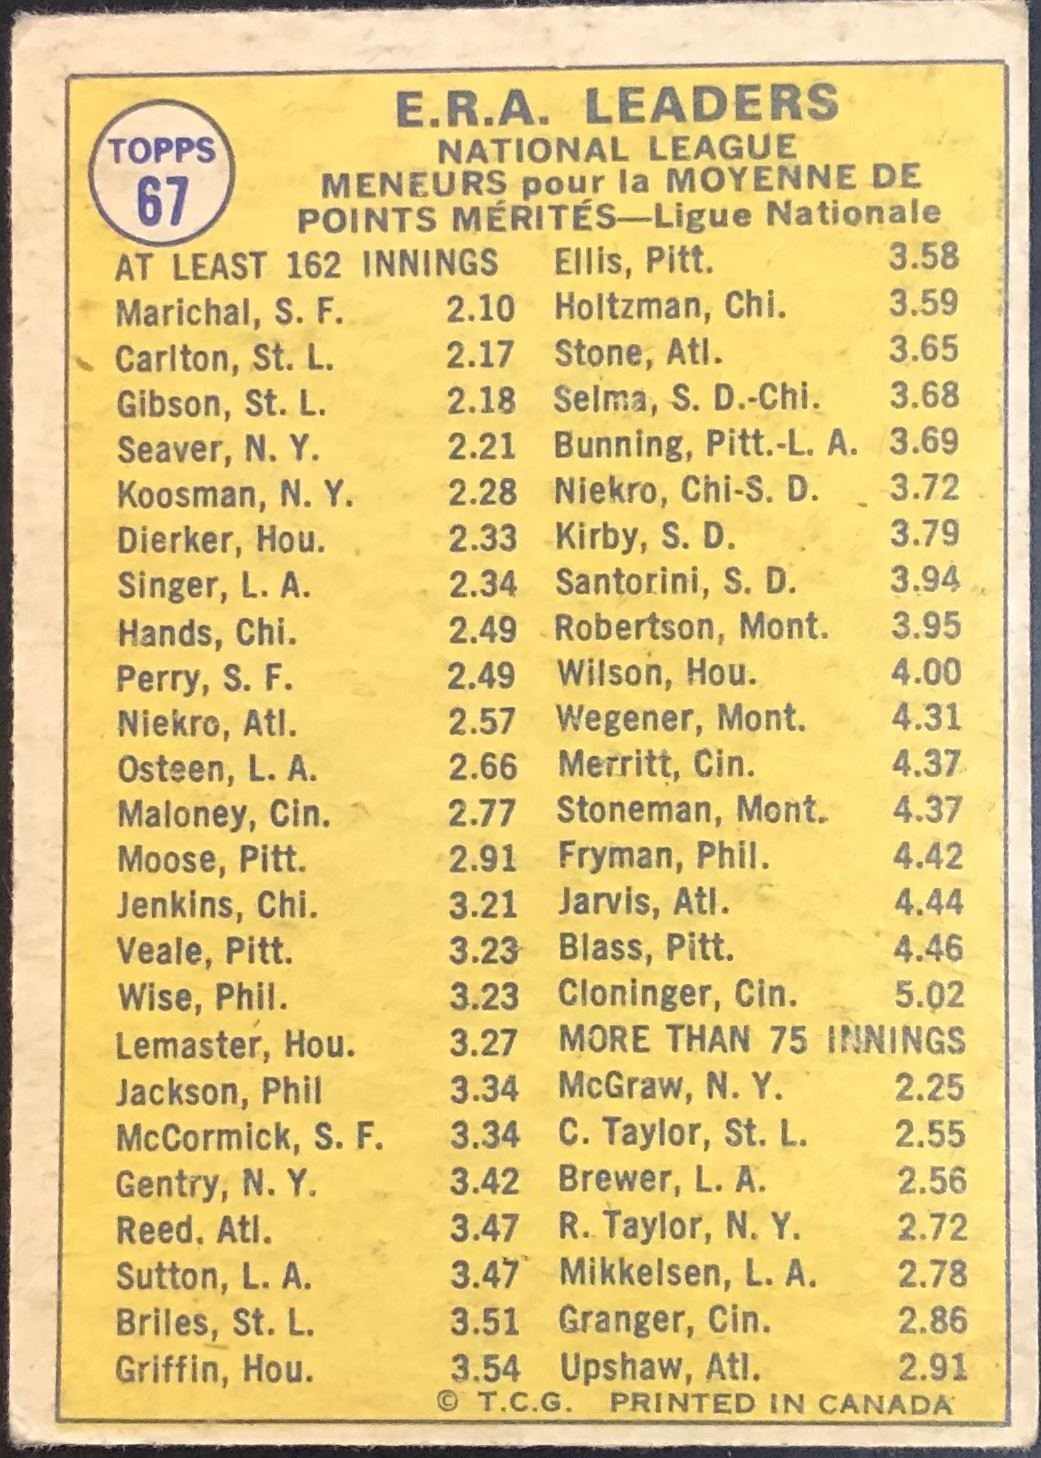 TOPPS
67
E.R.A. LEADERS
NATIONAL LEAGUE
MENEURS pour la MOYENNE DE
POINTS MÉRITÉS—Ligue Nationale
AT LEAST 162 INNINGS
Marichal, S. F. 2.10
Carlton, St. L. 2.17
Gibson, St. L. 2.18
Seaver, N. Y. 2.21
Koosman, N. Y. 2.28
Dierker, Hou. 2.33
Singer, L. A. 2.34
Hands, Chi. 2.49
Perry, S. F. 2.49
Niekro, Atl. 2.57
Osteen, L. A. 2.66
Maloney, Cin. 2.77
Moose, Pitt. 2.91
Jenkins, Chi. 3.21
Veale, Pitt. 3.23
Wise, Phil. 3.23
Lemaster, Hou. 3.27
Jackson, Phil 3.34
McCormick, S. F. 3.34
Gentry, N. Y. 3.42
Reed. Atl. 3.47
Sutton, L. A. 3.47
Briles, St. L. 3.51
Griffin, Hou. 3.54
Ellis, Pitt. 3.58
Holtzman, Chi. 3.59
Stone, Atl. 3.65
Selma, S. D.-Chi. 3.68
Bunning, Pitt.-L. A. 3.69
Niekro, Chi-S. D. 3.72
Kirby, S. D. 3.79
Santorini, S. D. 3.94
Robertson, Mont. 3.95
Wilson, Hou. 4.00
Wegener, Mont. 4.31
Merritt, Cin. 4.37
Stoneman, Mont. 4.37
Fryman, Phil. 4.42
Jarvis, Atl. 4.44
Blass, Pitt. 4.46
Cloninger, Cin. 5.02
MORE THAN 75 INNINGS
McGraw, N. Y. 2.25
C. Taylor, St. L. 2.55
Brewer, L. A. 2.56
R. Taylor, N. Y. 2.72
Mikkelsen, L. A. 2.78
Granger, Cin. 2.86
Upshaw, Atl. 2.91
© T.C.G. PRINTED IN CANADA